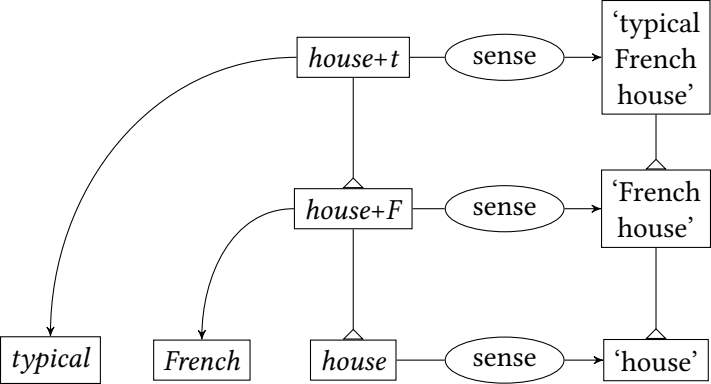 house+t
sense
‘typical
French
house’
house+F
sense
‘French
house’
typical
French
house
sense
‘house’